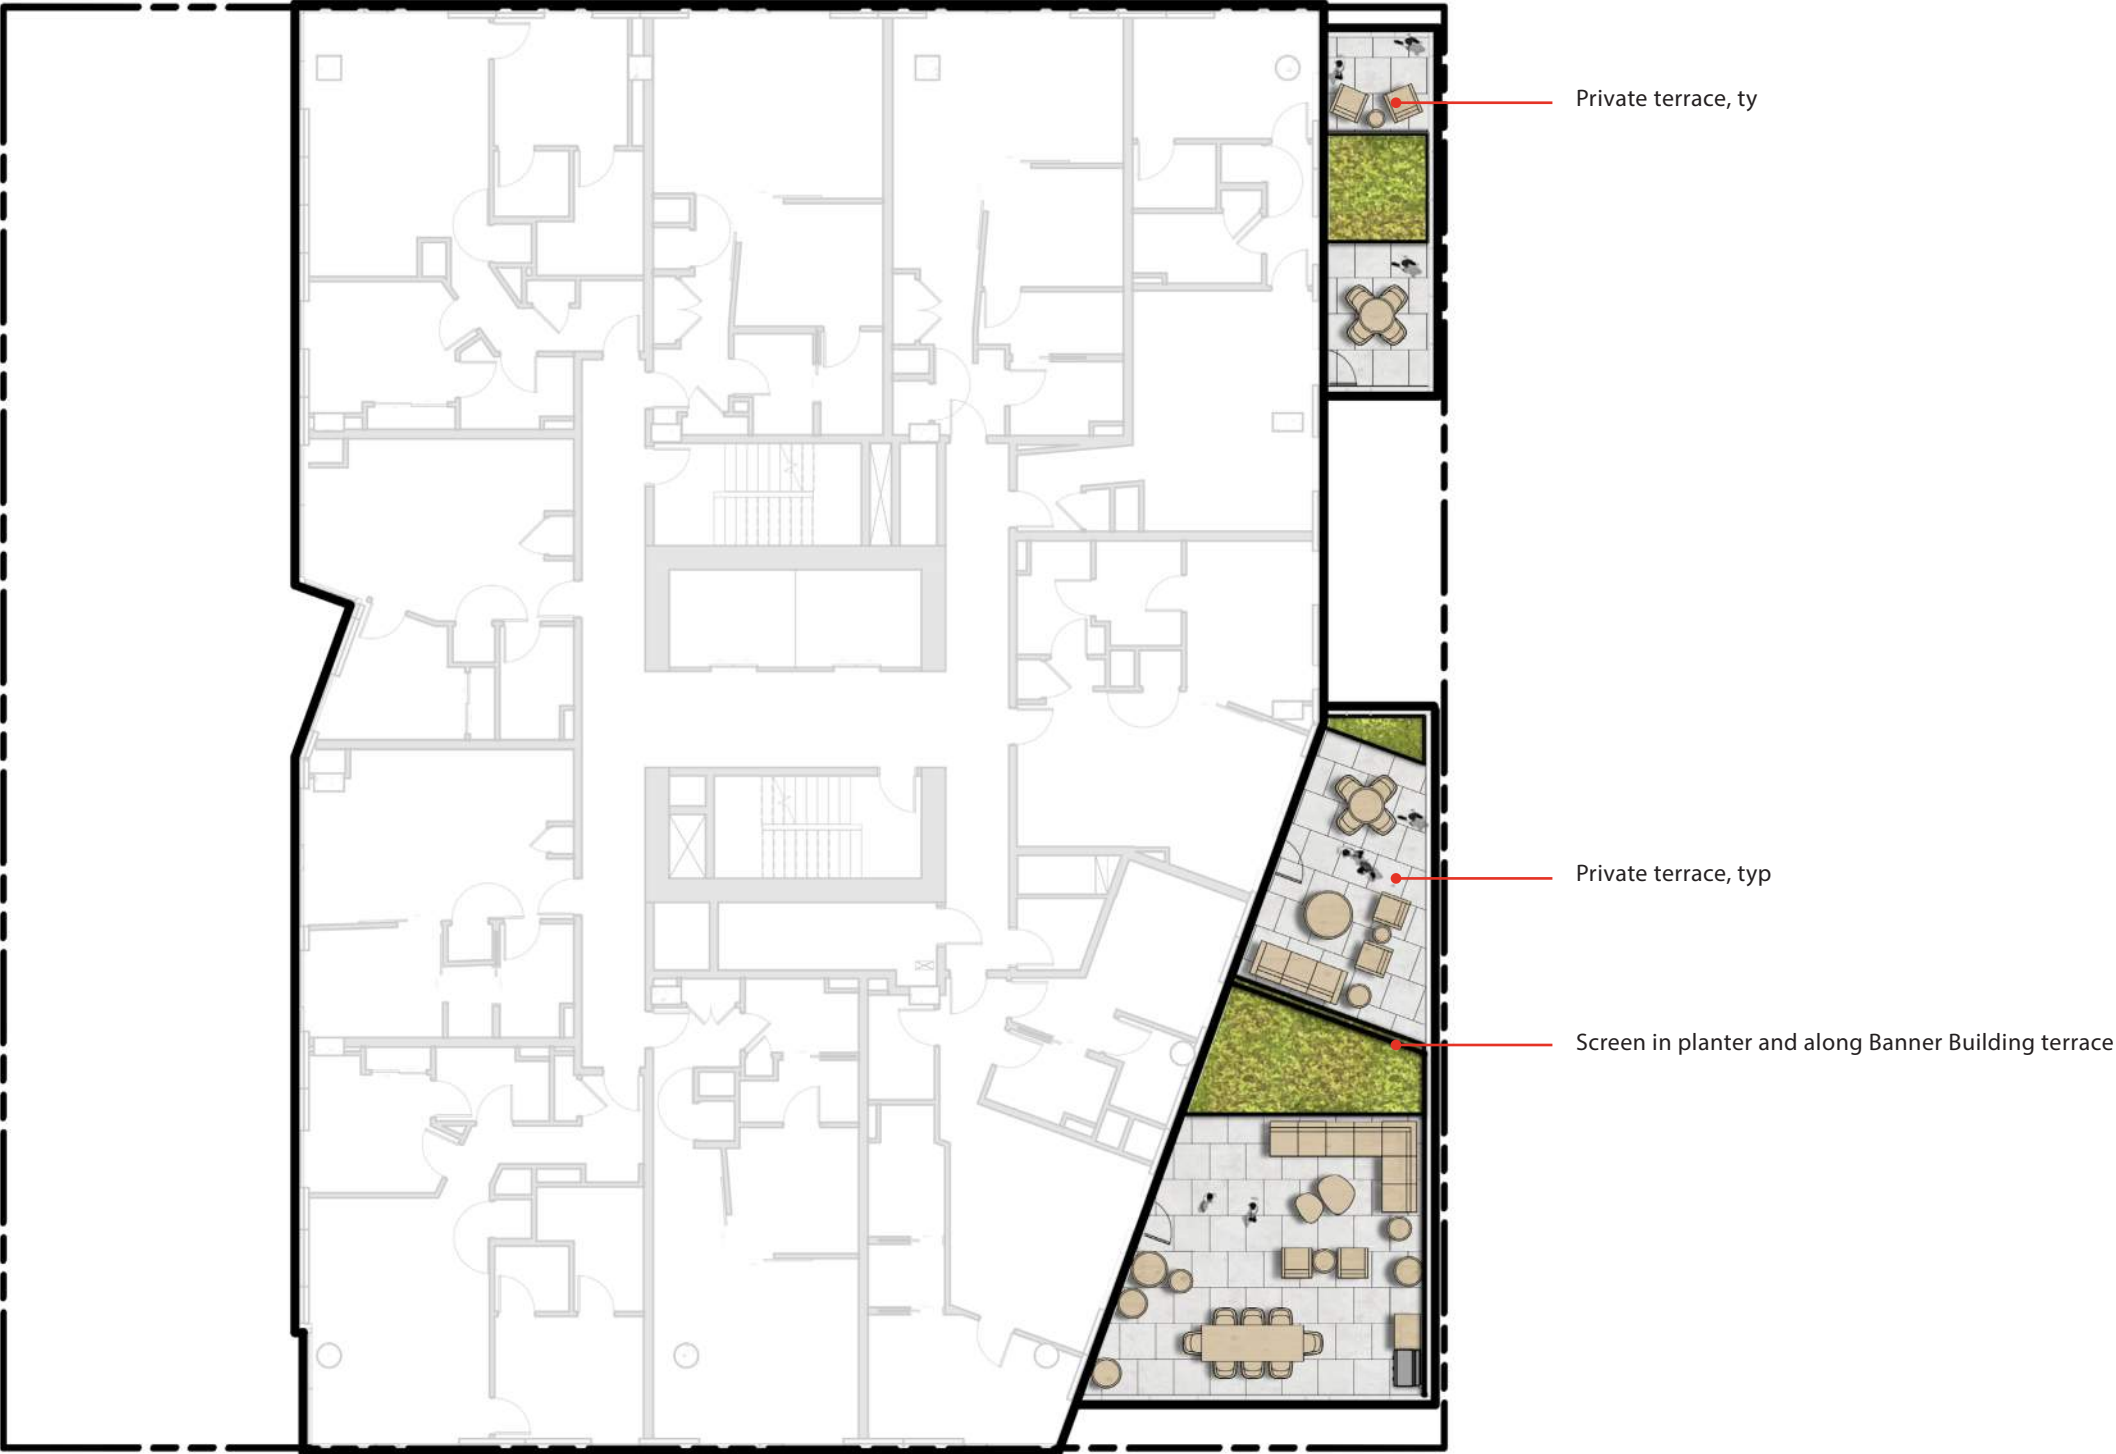 Private terrace, ty
Private terrace, typ
Screen in planter and along Banner Building terrace